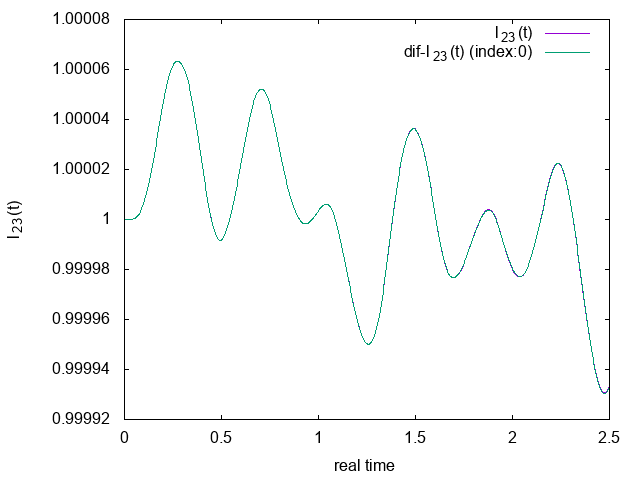 1.00008
1.00006
1.00004
1.00002
1
0.99998
0.99996
0.99994
0.99992
I23(t)
I23(t)
dif-I23(t) (index:0)
0 0.5 1 1.5 2 2.5
real time